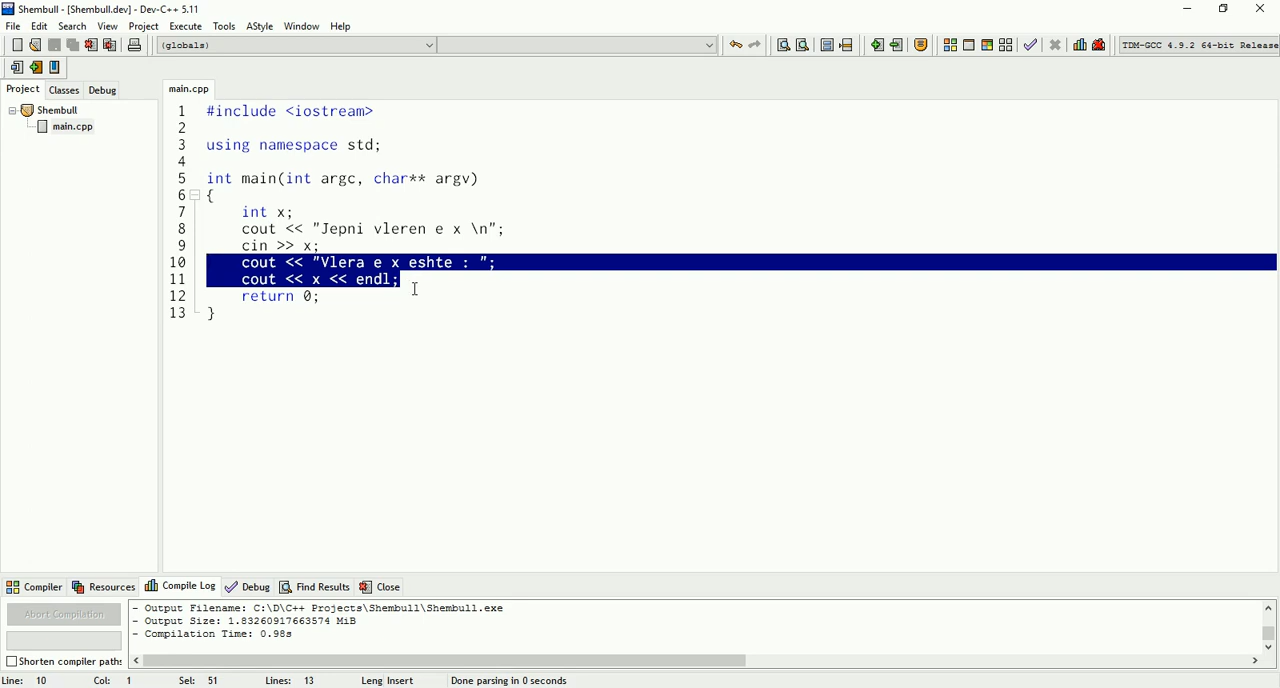 Shembull - [Shembull.dev] - Dev-C++ 5.11
File Edit Search View Project Execute Tools AStyle Window Help
(globals)
TDM-GCC 4.9.2 64-bit Release
Project Classes Debug
main.cpp
Shembull
main.cpp
1 #include <iostream>
2
3 using namespace std;
4
5 int main(int argc, char** argv)
6 {
7 int x;
8 cout << "Jepni vleren e x \n";
9 cin >> x;
10 cout << "Vlera e x eshte : ";
11 cout << x << endl;
12 return 0;
13 }
Compiler Resources Compile Log Debug Find Results Close
Abort Compilation
Shorten compiler paths
- Output Filename: C:\D\C++ Projects\Shembull\Shembull.exe
- Output Size: 1.83260917663574 MiB
- Compilation Time: 0.98s
Line: 10 Col: 1 Sel: 51 Lines: 13 Leng Insert Done parsing in 0 seconds